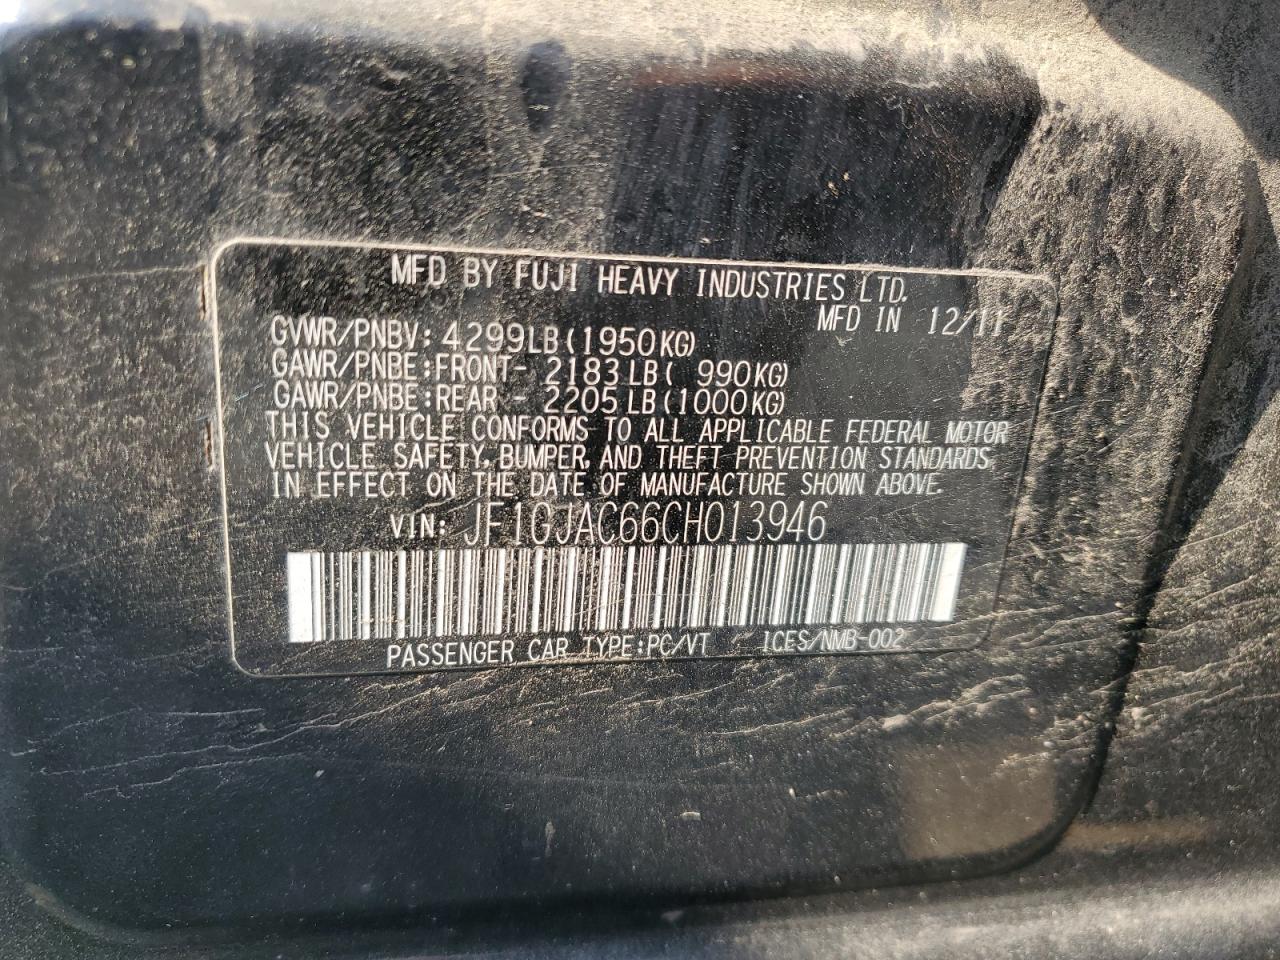 MFD BY FUJI HEAVY INDUSTRIES LTD.
MFD IN 12/11
GVWR/PNBV: 4299LB(1950KG)
GAWR/PNBE:FRONT- 2183LB( 990KG)
GAWR/PNBE:REAR - 2205LB(1000KG)
THIS VEHICLE CONFORMS TO ALL APPLICABLE FEDERAL MOTOR
VEHICLE SAFETY, BUMPER, AND THEFT PREVENTION STANDARDS
IN EFFECT ON THE DATE OF MANUFACTURE SHOWN ABOVE.
VIN: JF1GJAC66CH013946
PASSENGER CAR TYPE:PC/VT ICES/NMB-002